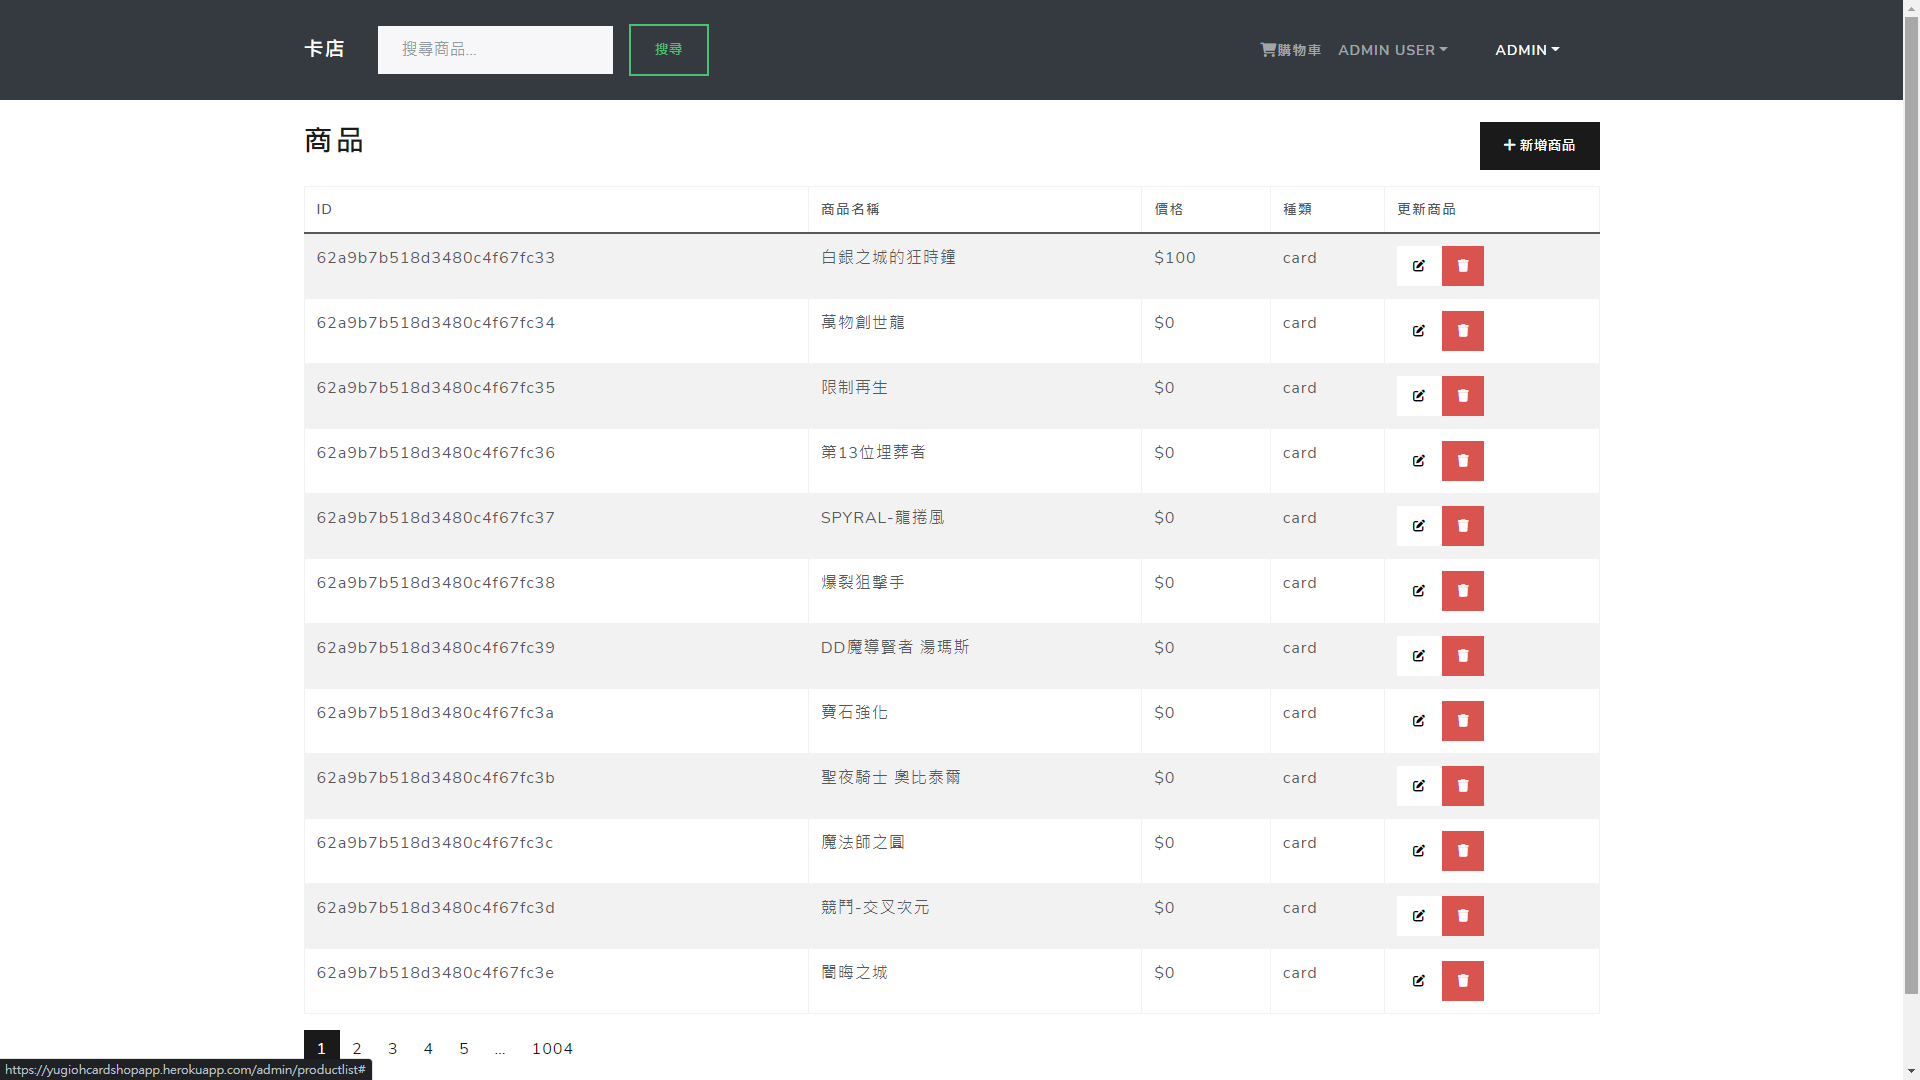 卡店 搜尋商品... 搜尋 購物車 ADMIN USER ADMIN
商品 新增商品
ID 商品名稱 價格 種類 更新商品
62a9b7b518d3480c4f67fc33 白銀之城的狂時鐘 $100 card
62a9b7b518d3480c4f67fc34 萬物創世龍 $0 card
62a9b7b518d3480c4f67fc35 限制再生 $0 card
62a9b7b518d3480c4f67fc36 第13位埋葬者 $0 card
62a9b7b518d3480c4f67fc37 SPYRAL-龍捲風 $0 card
62a9b7b518d3480c4f67fc38 爆裂狙擊手 $0 card
62a9b7b518d3480c4f67fc39 DD魔導賢者 湯瑪斯 $0 card
62a9b7b518d3480c4f67fc3a 寶石強化 $0 card
62a9b7b518d3480c4f67fc3b 聖夜騎士 奧比泰爾 $0 card
62a9b7b518d3480c4f67fc3c 魔法師之圓 $0 card
62a9b7b518d3480c4f67fc3d 競鬥-交叉次元 $0 card
62a9b7b518d3480c4f67fc3e 闇晦之城 $0 card
1 2 3 4 5 ... 1004
https://yugiohcardshopapp.herokuapp.com/admin/productlist#